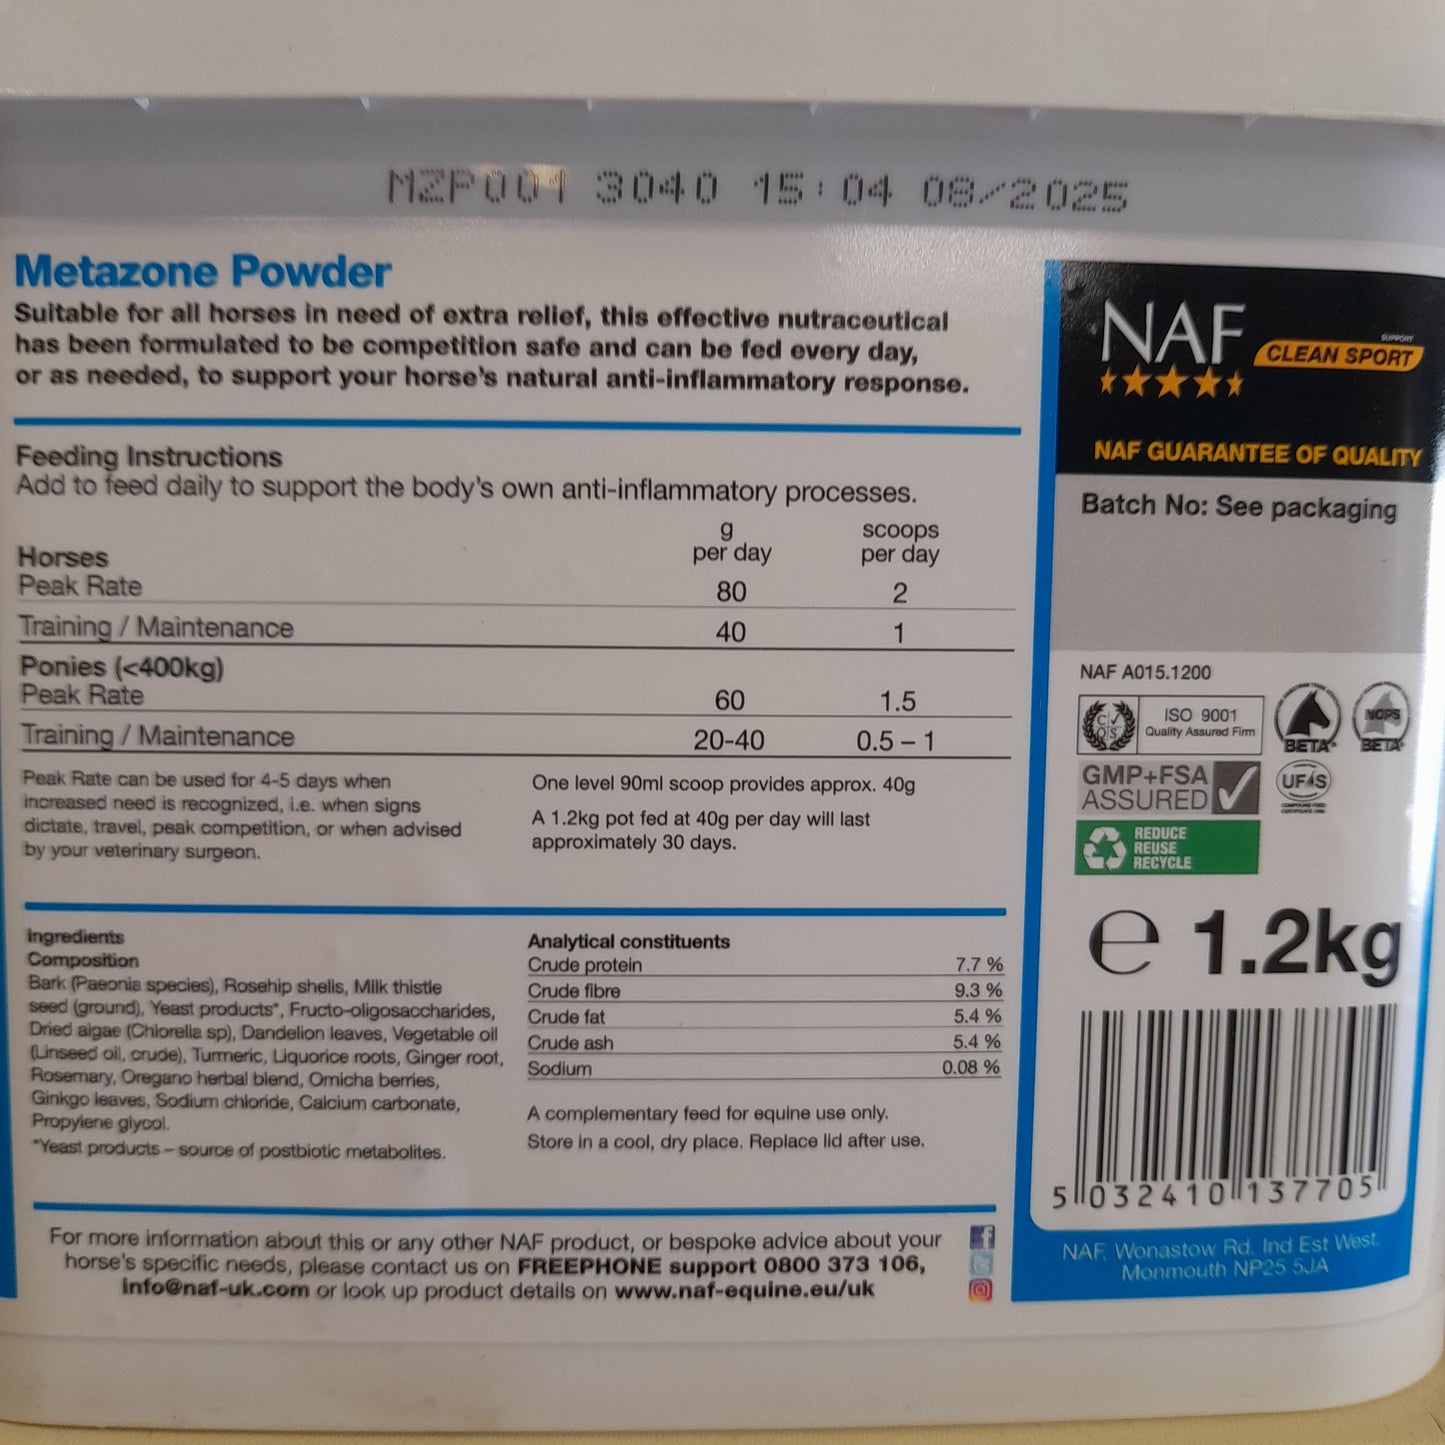 MZP001 3040 15:04 08/2025
Metazone Powder
Suitable for all horses in need of extra relief, this effective nutraceutical
has been formulated to be competition safe and can be fed every day,
or as needed, to support your horse's natural anti-inflammatory response.
Feeding Instructions
Add to feed daily to support the body's own anti-inflammatory processes.
g scoops
per day per day
Horses
Peak Rate 80 2
Training / Maintenance 40 1
Ponies (<400kg)
Peak Rate 60 1.5
Training / Maintenance 20-40 0.5 – 1
Peak Rate can be used for 4-5 days when
increased need is recognized, i.e. when signs
dictate, travel, peak competition, or when advised
by your veterinary surgeon.
One level 90ml scoop provides approx. 40g
A 1.2kg pot fed at 40g per day will last
approximately 30 days.
Ingredients
Composition
Bark (Paeonia species), Rosehip shells, Milk thistle
seed (ground), Yeast products*, Fructo-oligosaccharides,
Dried algae (Chlorella sp), Dandelion leaves, Vegetable oil
(Linseed oil, crude), Turmeric, Liquorice roots, Ginger root,
Rosemary, Oregano herbal blend, Omicha berries,
Ginkgo leaves, Sodium chloride, Calcium carbonate,
Propylene glycol.
*Yeast products – source of postbiotic metabolites.
Analytical constituents
Crude protein 7.7 %
Crude fibre 9.3 %
Crude fat 5.4 %
Crude ash 5.4 %
Sodium 0.08 %
A complementary feed for equine use only.
Store in a cool, dry place. Replace lid after use.
For more information about this or any other NAF product, or bespoke advice about your
horse's specific needs, please contact us on FREEPHONE support 0800 373 106,
info@naf-uk.com or look up product details on www.naf-equine.eu/uk
NAF
SUPPORT
CLEAN SPORT
NAF GUARANTEE OF QUALITY
Batch No: See packaging
NAF A015.1200
CQS
ISO 9001
Quality Assured Firm
BETA
NOPS
BETA
GMP+FSA
ASSURED
UFAS
REDUCE
REUSE
RECYCLE
e 1.2kg
5 032410 137705
NAF, Wonastow Rd. Ind Est West.
Monmouth NP25 5JA